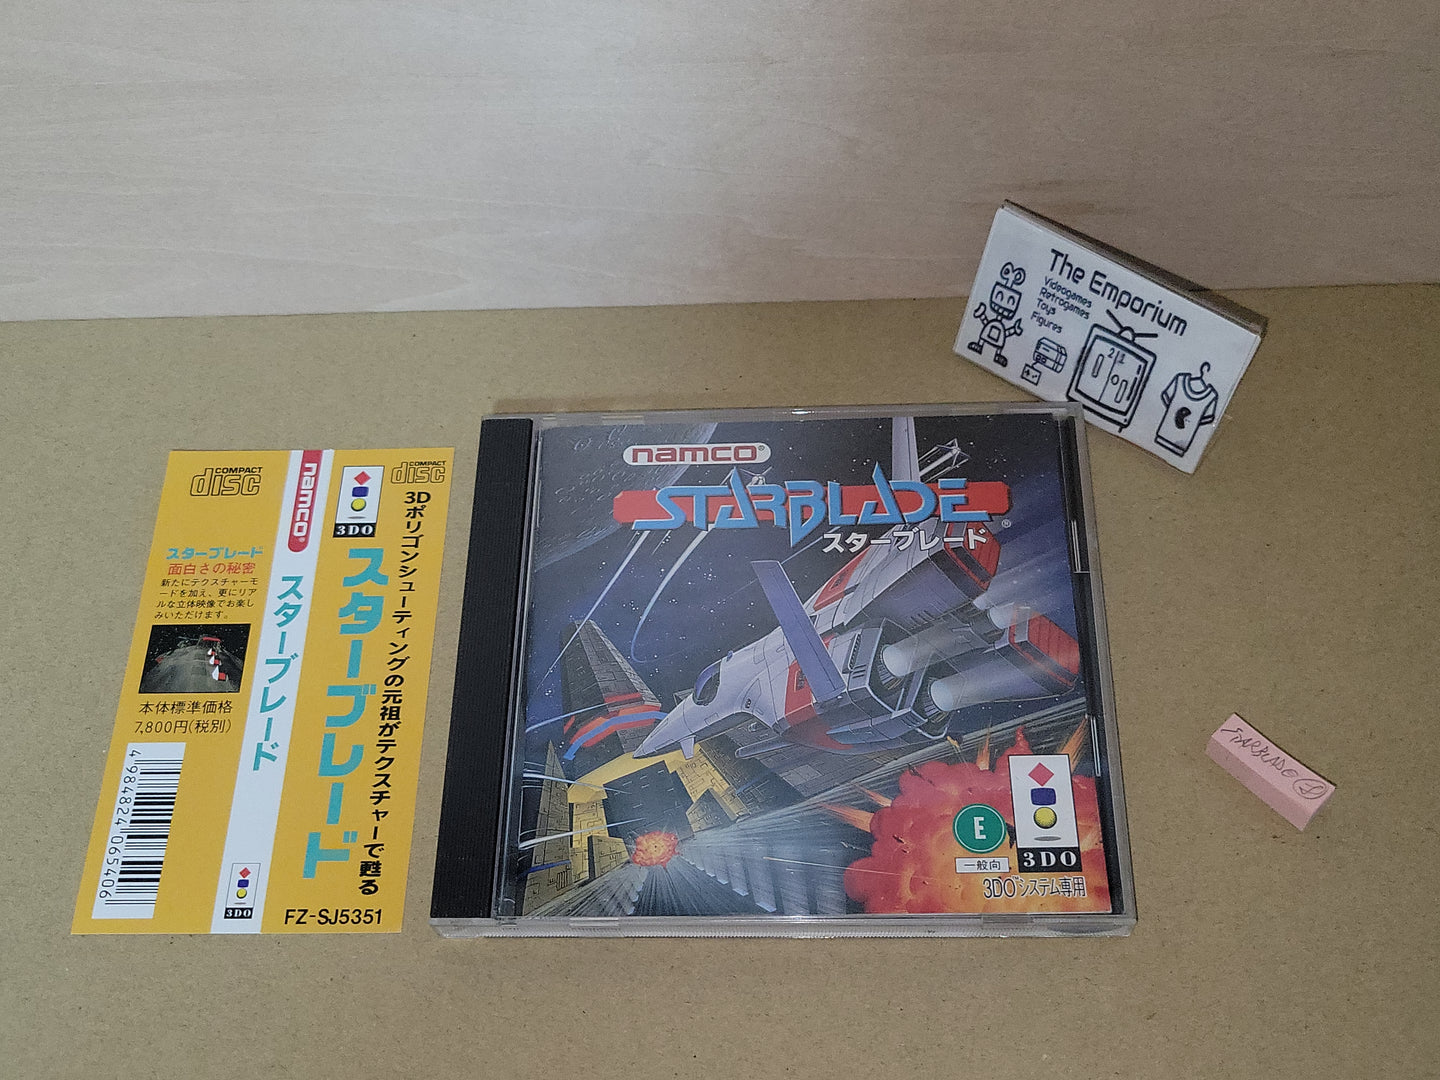 The Emporium
Videogames
Retrogames
Toys
Figures
21
COMPACT
disc
スターブレード
面白さの秘密
新たにテクスチャーモ
ードを加え、更にリア
ルな立体映像でお楽し
みいただけます。
本体標準価格
7,800円(税別)
4984824065406
namco®
スターブレード
3DO
3DO
COMPACT
disc
3Dポリゴンシューティングの元祖がテクスチャーで甦る
スターブレード
FZ-SJ5351
namco®
STARBLADE®
スターブレード
E
一般向
3DO
3DO™システム専用
STARBLADE